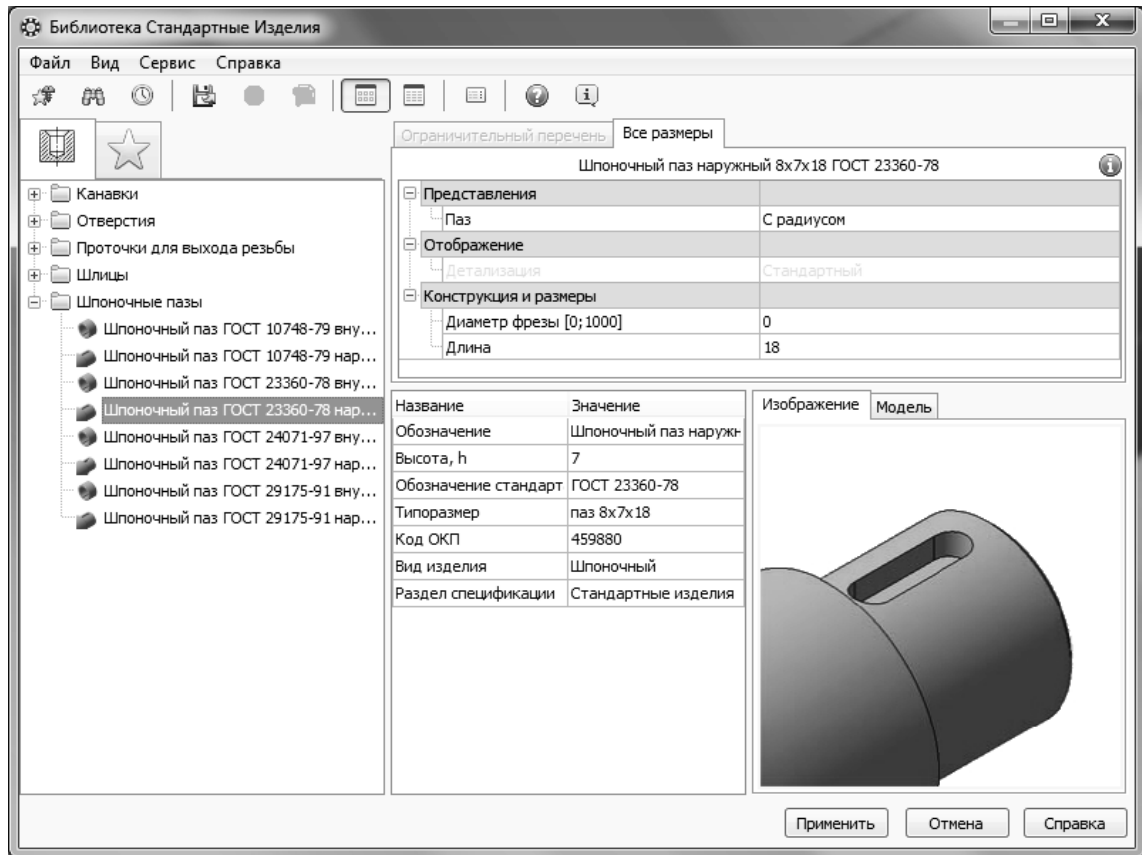 Библиотека Стандартные Изделия
Файл Вид Сервис Справка
Ограничительный перечень Все размеры
Шпоночный паз наружный 8х7х18 ГОСТ 23360-78
Канавки
Отверстия
Проточки для выхода резьбы
Шлицы
Шпоночные пазы
Шпоночный паз ГОСТ 10748-79 вну...
Шпоночный паз ГОСТ 10748-79 нар...
Шпоночный паз ГОСТ 23360-78 вну...
Шпоночный паз ГОСТ 23360-78 нар...
Шпоночный паз ГОСТ 24071-97 вну...
Шпоночный паз ГОСТ 24071-97 нар...
Шпоночный паз ГОСТ 29175-91 вну...
Шпоночный паз ГОСТ 29175-91 нар...
Представления
Паз С радиусом
Отображение
Детализация Стандартный
Конструкция и размеры
Диаметр фрезы [0;1000] 0
Длина 18
Название Значение
Обозначение Шпоночный паз наружн
Высота, h 7
Обозначение стандарт ГОСТ 23360-78
Типоразмер паз 8х7х18
Код ОКП 459880
Вид изделия Шпоночный
Раздел спецификации Стандартные изделия
Изображение Модель
Применить Отмена Справка